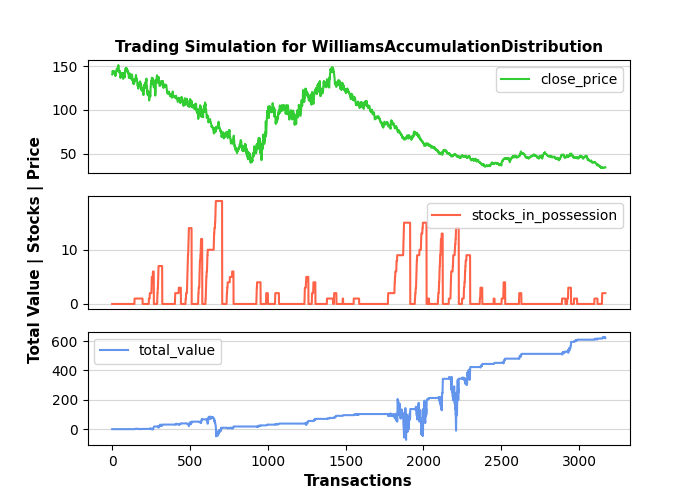 Trading Simulation for WilliamsAccumulationDistribution
150
100
50
close_price
10
0
stocks_in_possession
600
400
200
0
total_value
0
500
1000
1500
2000
2500
3000
Total Value | Stocks | Price
Transactions